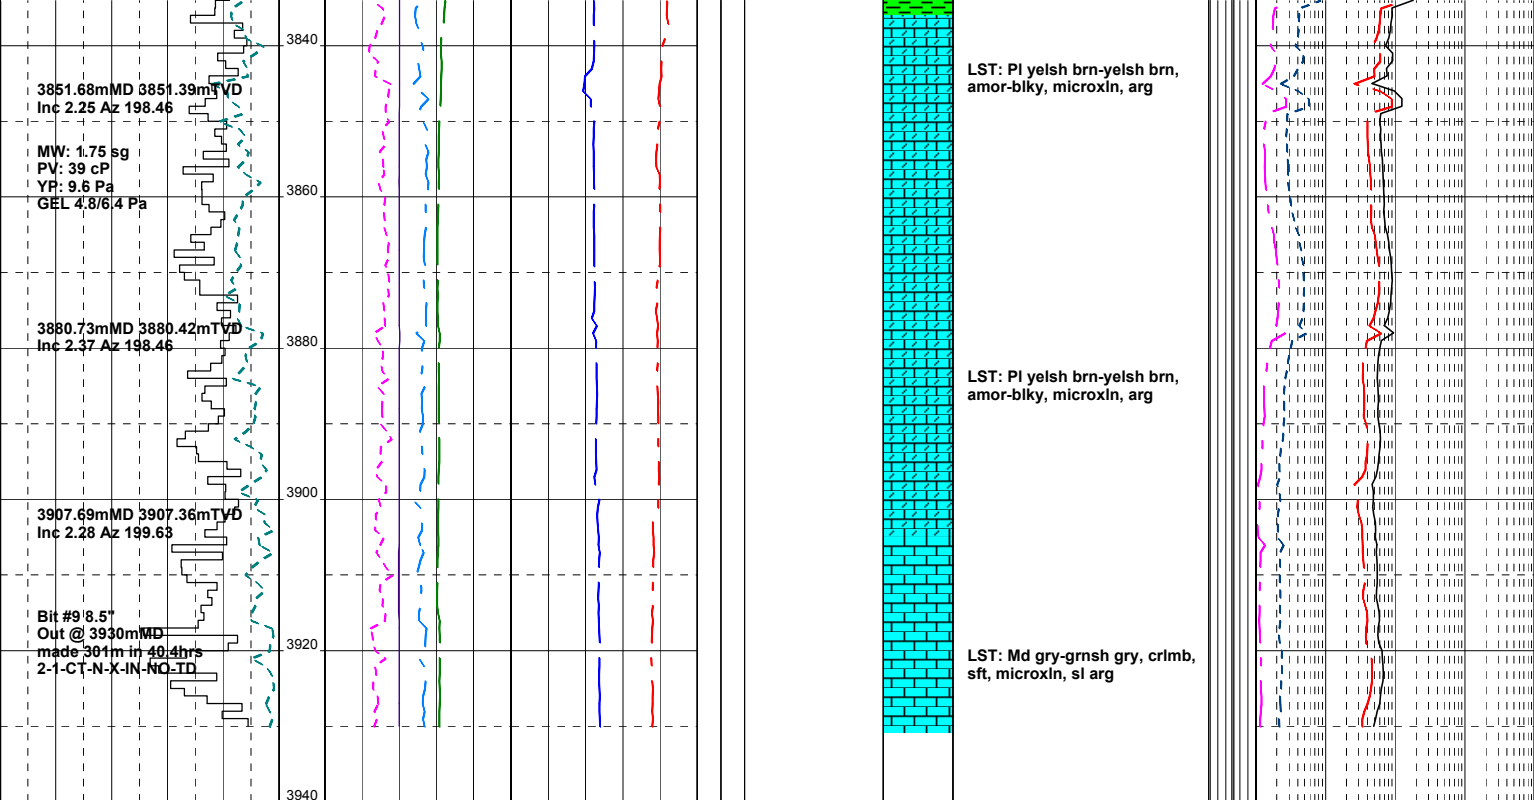 3840
LST: Pl yelsh brn-yelsh brn,
amor-blky, microxln, arg
3851.68mMD 3851.39mTVD
Inc 2.25 Az 198.46
MW: 1.75 sg
PV: 39 cP
YP: 9.6 Pa
GEL 4.8/6.4 Pa
3860
3880.73mMD 3880.42mTVD
Inc 2.37 Az 198.46
3880
LST: Pl yelsh brn-yelsh brn,
amor-blky, microxln, arg
3900
3907.69mMD 3907.36mTVD
Inc 2.28 Az 199.63
Bit #9 8.5"
Out @ 3930mMD
made 301m in 40.4hrs
2-1-CT-N-X-IN-NO-TD
3920
LST: Md gry-grnsh gry, crlmb,
sft, microxln, sl arg
3940